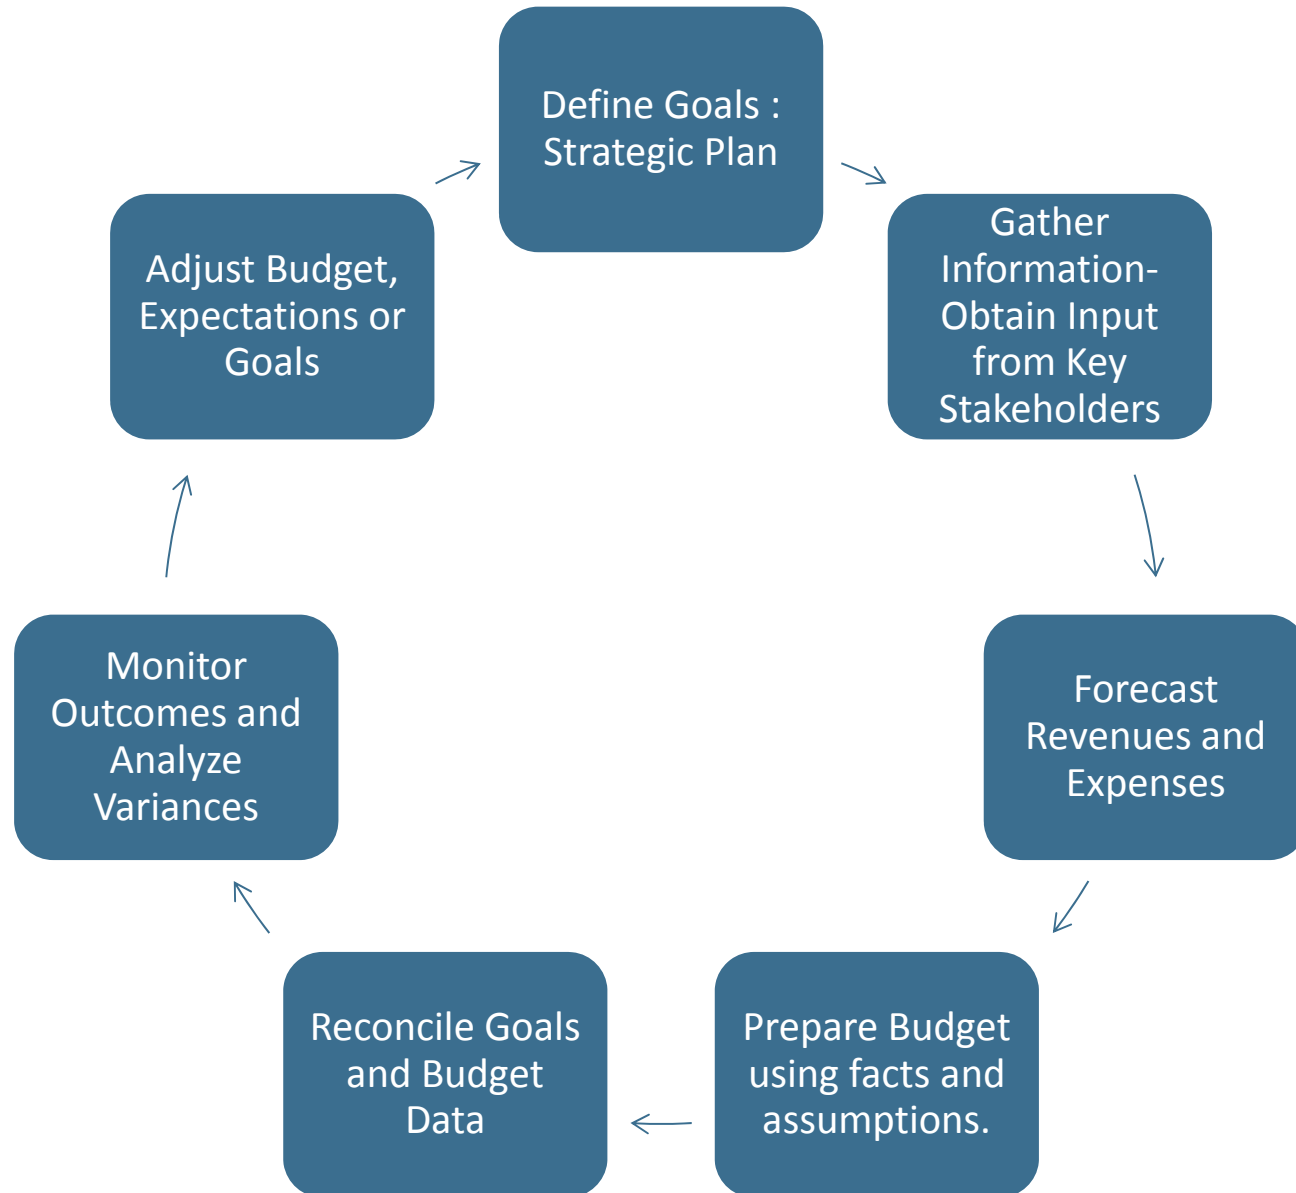 Define Goals :
Strategic Plan
Gather
Information-
Obtain Input
from Key
Stakeholders
Forecast
Revenues and
Expenses
Prepare Budget
using facts and
assumptions.
Reconcile Goals
and Budget
Data
Monitor
Outcomes and
Analyze
Variances
Adjust Budget,
Expectations or
Goals